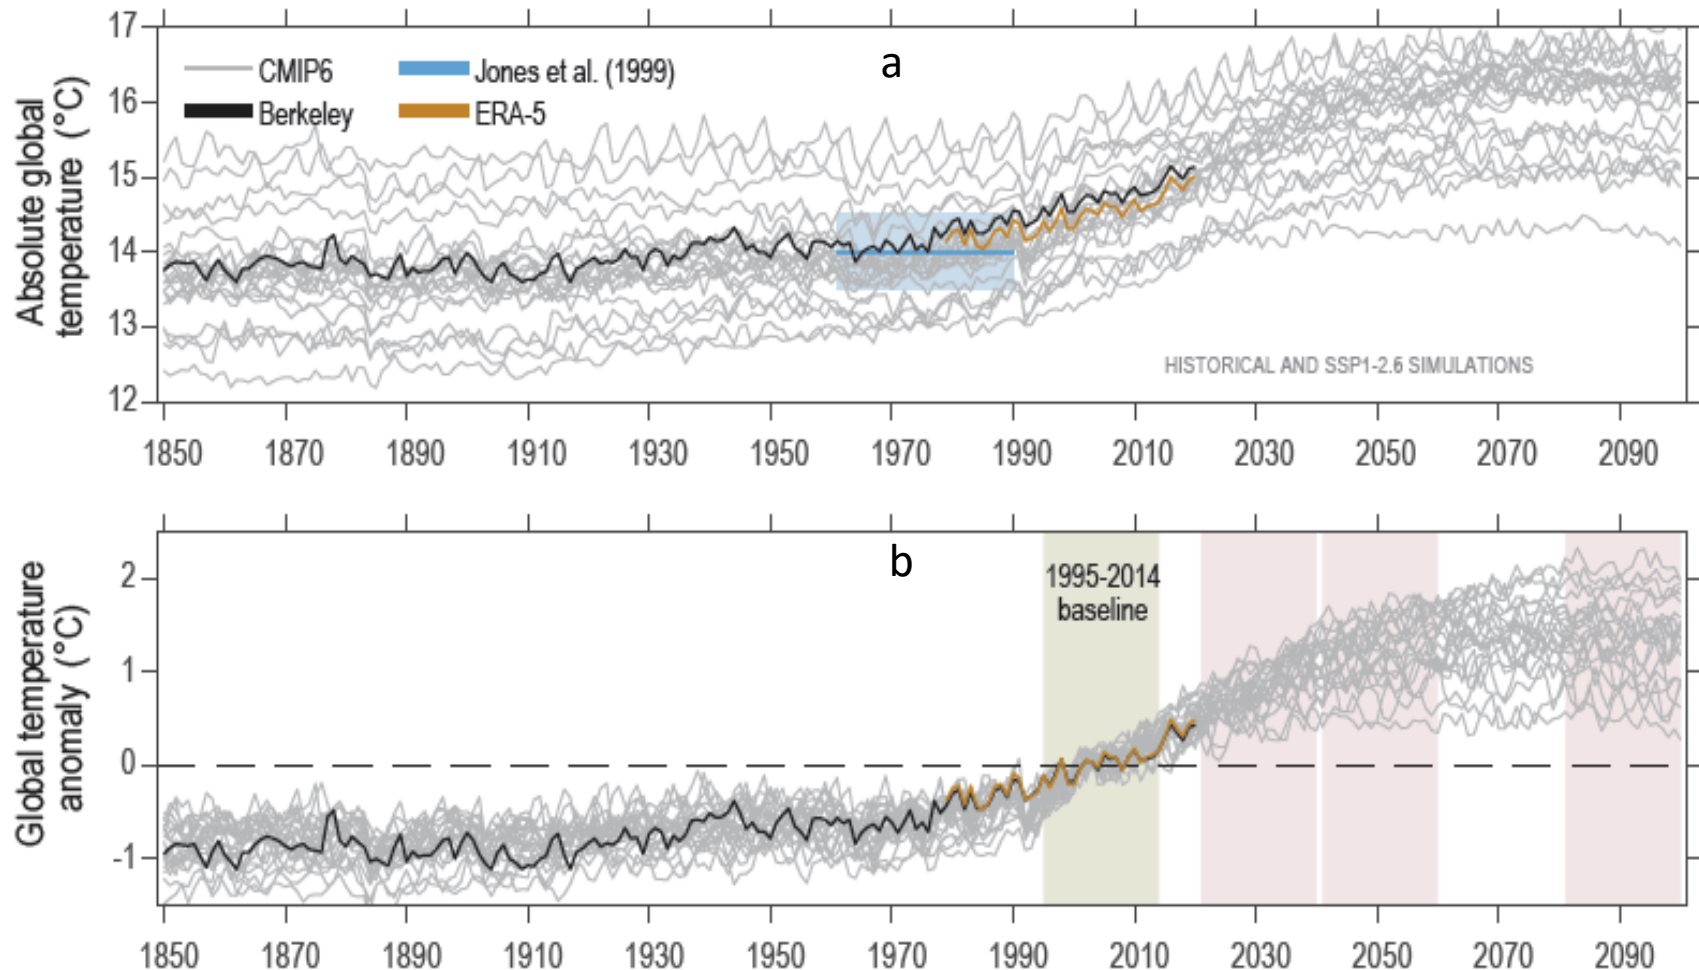 17
16
15
14
13
12
Absolute global
temperature (°C)
a
CMIP6
Jones et al. (1999)
Berkeley
ERA-5
HISTORICAL AND SSP1-2.6 SIMULATIONS
1850 1870 1890 1910 1930 1950 1970 1990 2010 2030 2050 2070 2090
2
1
0
-1
Global temperature
anomaly (°C)
b
1995-2014
baseline
1850 1870 1890 1910 1930 1950 1970 1990 2010 2030 2050 2070 2090